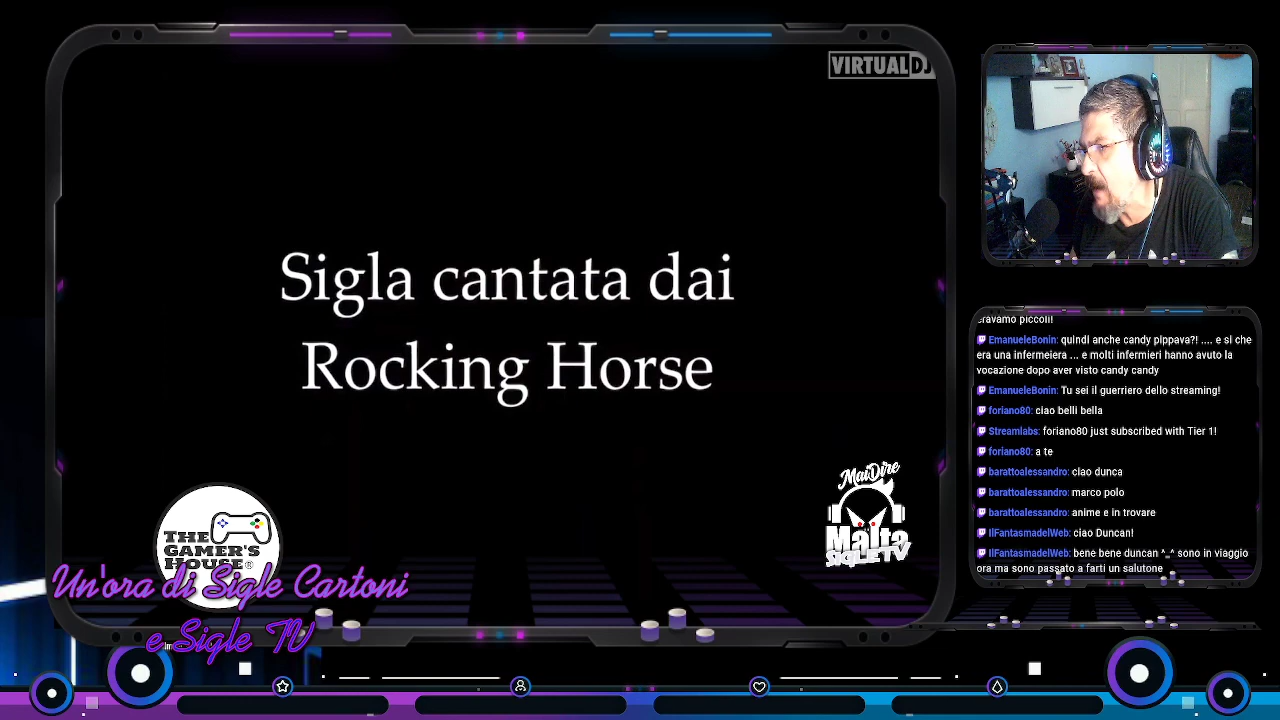 VIRTUALDJ
Sigla cantata dai
Rocking Horse
MaiDire
Malta
SIGLETV
THE
GAMER'S
HOUSE®
Un'ora di Sigle Cartoni
e Sigle TV
eravamo piccoli!
EmanueleBonin: quindi anche candy pippava?! .... e si che
era una infermeiera ... e molti infermieri hanno avuto la
vocazione dopo aver visto candy candy
EmanueleBonin: Tu sei il guerriero dello streaming!
foriano80: ciao belli bella
Streamlabs: foriano80 just subscribed with Tier 1!
foriano80: a te
barattoalessandro: ciao dunca
barattoalessandro: marco polo
barattoalessandro: anime e in trovare
IlFantasmadelWeb: ciao Duncan!
IlFantasmadelWeb: bene bene duncan ^_^ sono in viaggio
ora ma sono passato a farti un salutone